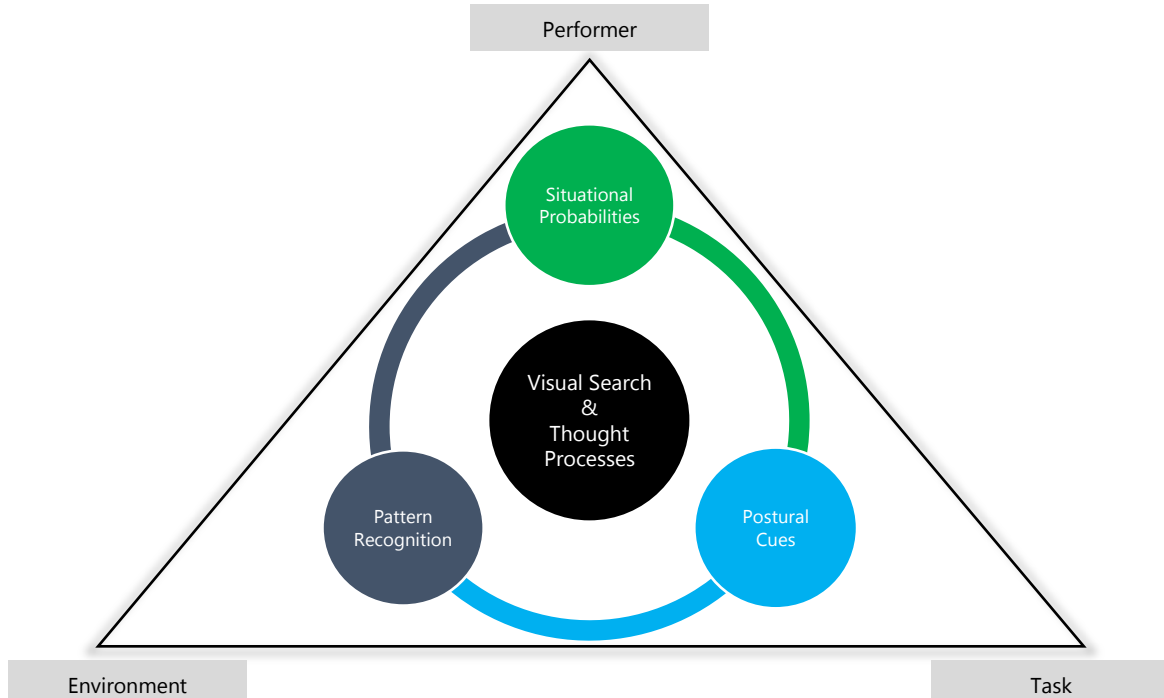 Performer
Situational
Probabilities
Visual Search
&
Thought
Processes
Pattern
Recognition
Postural
Cues
Environment
Task